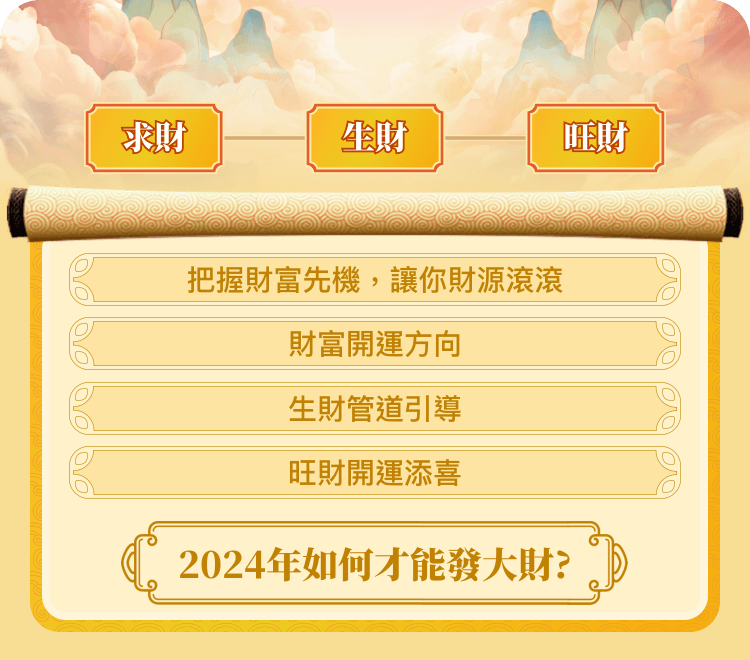 求財
生財
旺財
把握財富先機，讓你財源滾滾
財富開運方向
生財管道引導
旺財開運添喜
2024年如何才能發大財?